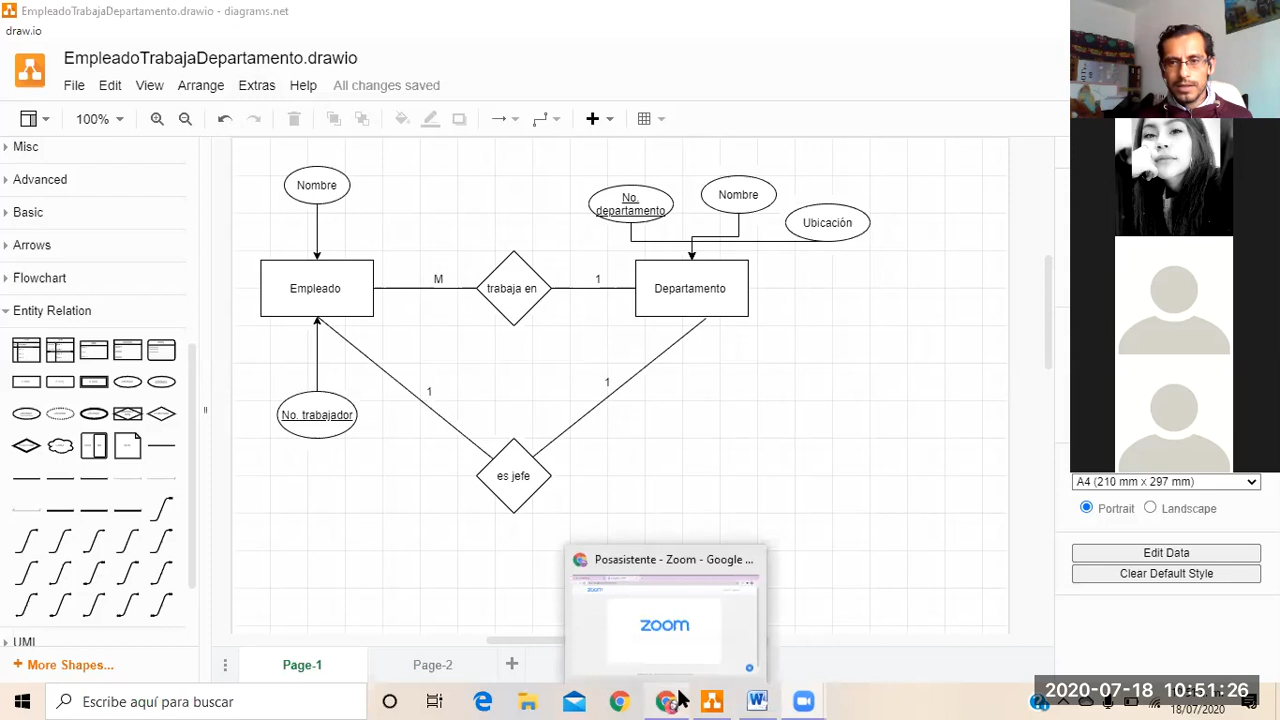 EmpleadoTrabajaDepartamento.drawio - diagrams.net
draw.io
EmpleadoTrabajaDepartamento.drawio
File Edit View Arrange Extras Help All changes saved
100%
Misc
Advanced
Basic
Arrows
Flowchart
Entity Relation
UML
+ More Shapes...
Nombre
No. departamento
Nombre
Ubicación
Empleado
M
trabaja en
1
Departamento
1
1
No. trabajador
es jefe
A4 (210 mm x 297 mm)
Portrait Landscape
Edit Data
Clear Default Style
Posasistente - Zoom - Google ...
zoom
zoom
Page-1
Page-2
Escribe aquí para buscar
2020-07-18 10:51:26
18/07/2020